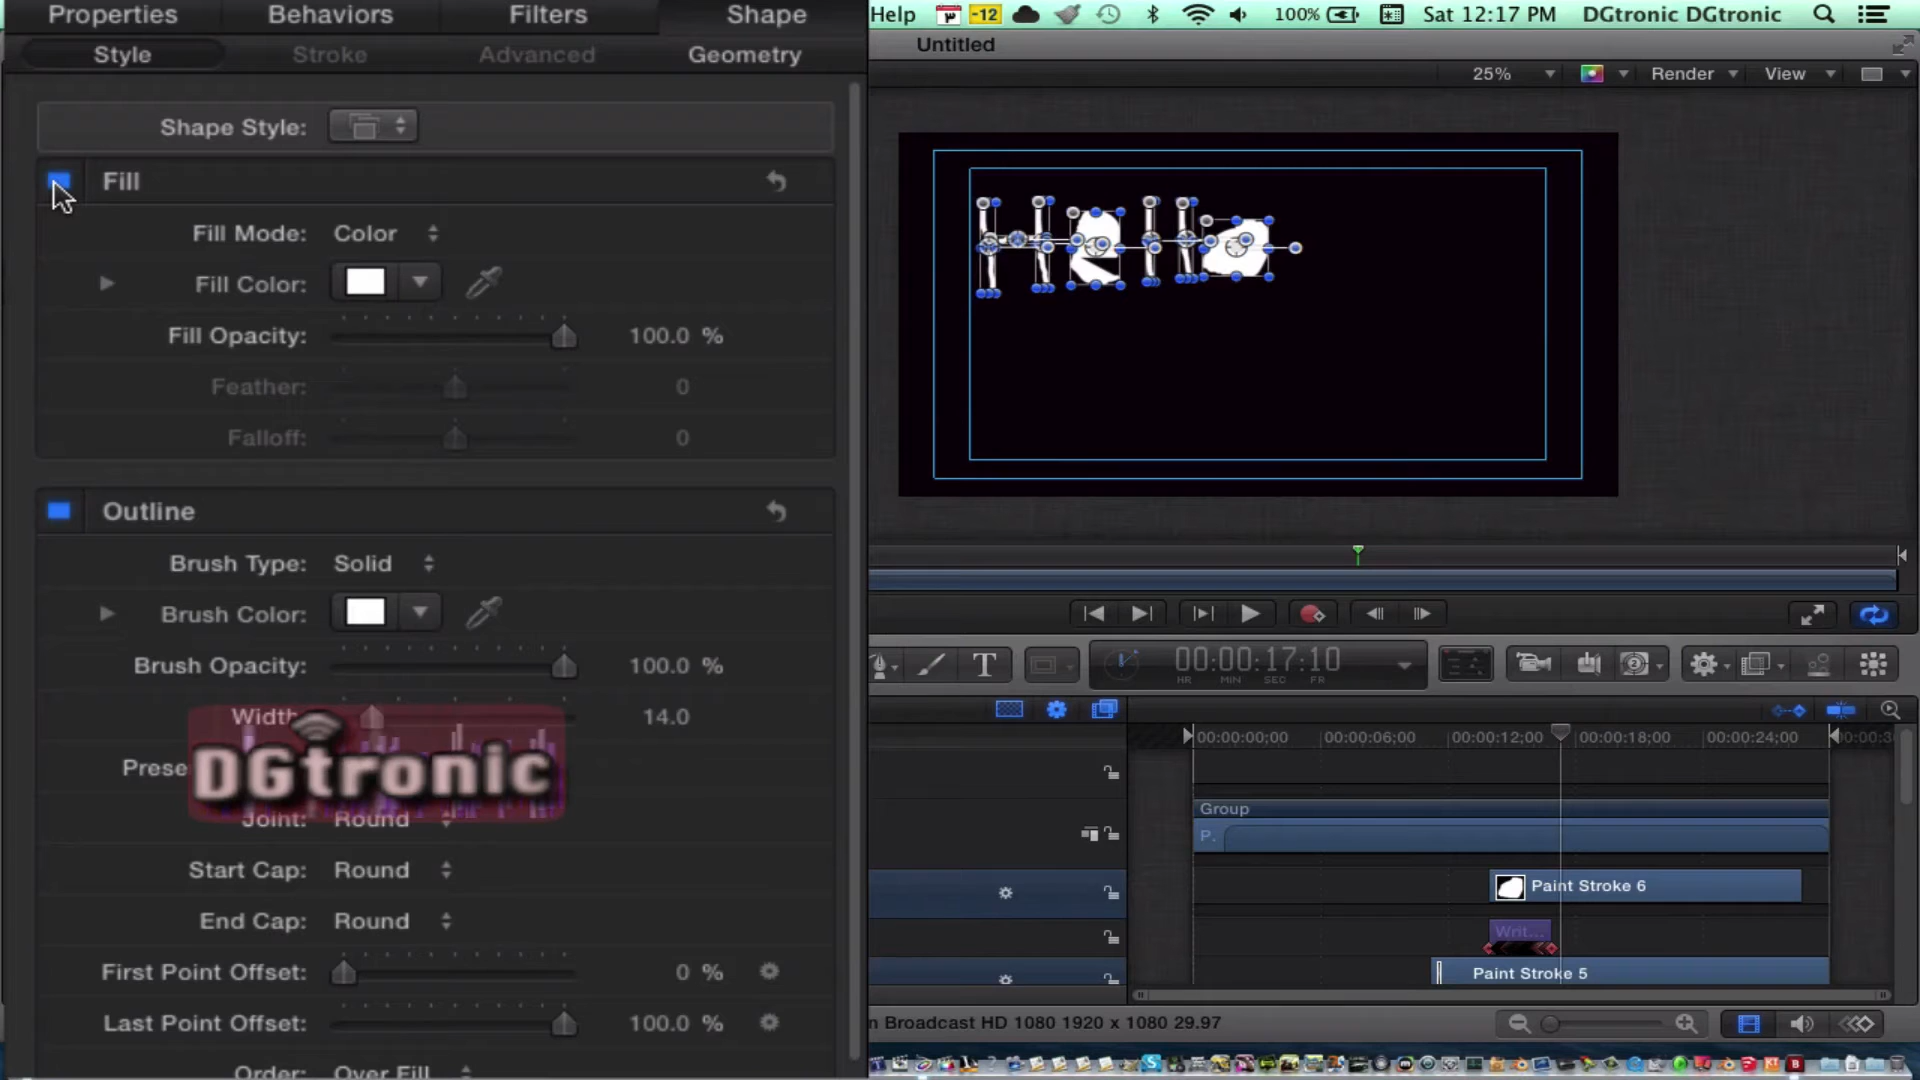 Properties Behaviors Filters Shape
Style Stroke Advanced Geometry
Shape Style:
Fill
Fill Mode: Color
Fill Color:
Fill Opacity: 100.0 %
Feather: 0
Falloff: 0
Outline
Brush Type: Solid
Brush Color:
Brush Opacity: 100.0 %
Width 14.0
DGtronic
Joint: Round
Start Cap: Round
End Cap: Round
First Point Offset: 0 %
Last Point Offset: 100.0 %
Order: Over Fill
Help -12 100% Sat 12:17 PM DGtronic DGtronic
Untitled
25% Render View
Hello
T 00:00:17:10
HR MIN SEC FR
00:00:00;00 00:00:06;00 00:00:12;00 00:00:18;00 00:00:24;00
Group
P.
Paint Stroke 6
Writ...
Paint Stroke 5
n Broadcast HD 1080 1920 x 1080 29.97